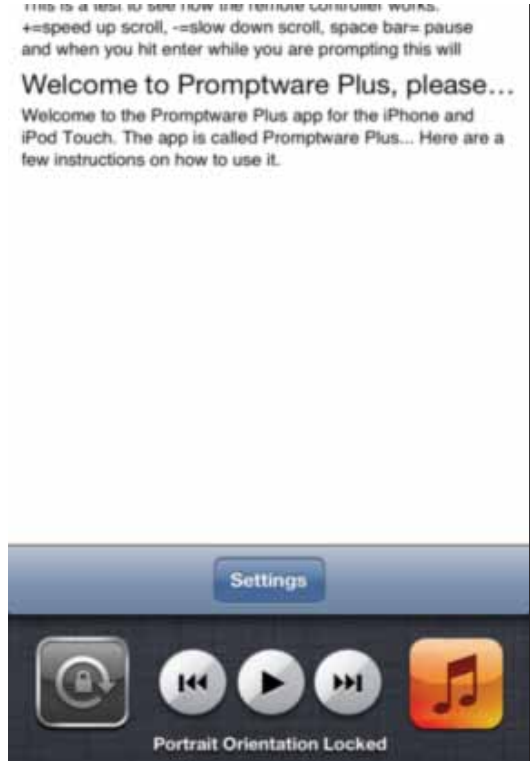 This is a test to see how the remote controller works.
+=speed up scroll, -=slow down scroll, space bar= pause
and when you hit enter while you are prompting this will
Welcome to Promptware Plus, please...
Welcome to the Promptware Plus app for the iPhone and
iPod Touch. The app is called Promptware Plus... Here are a
few instructions on how to use it.
Settings
Portrait Orientation Locked